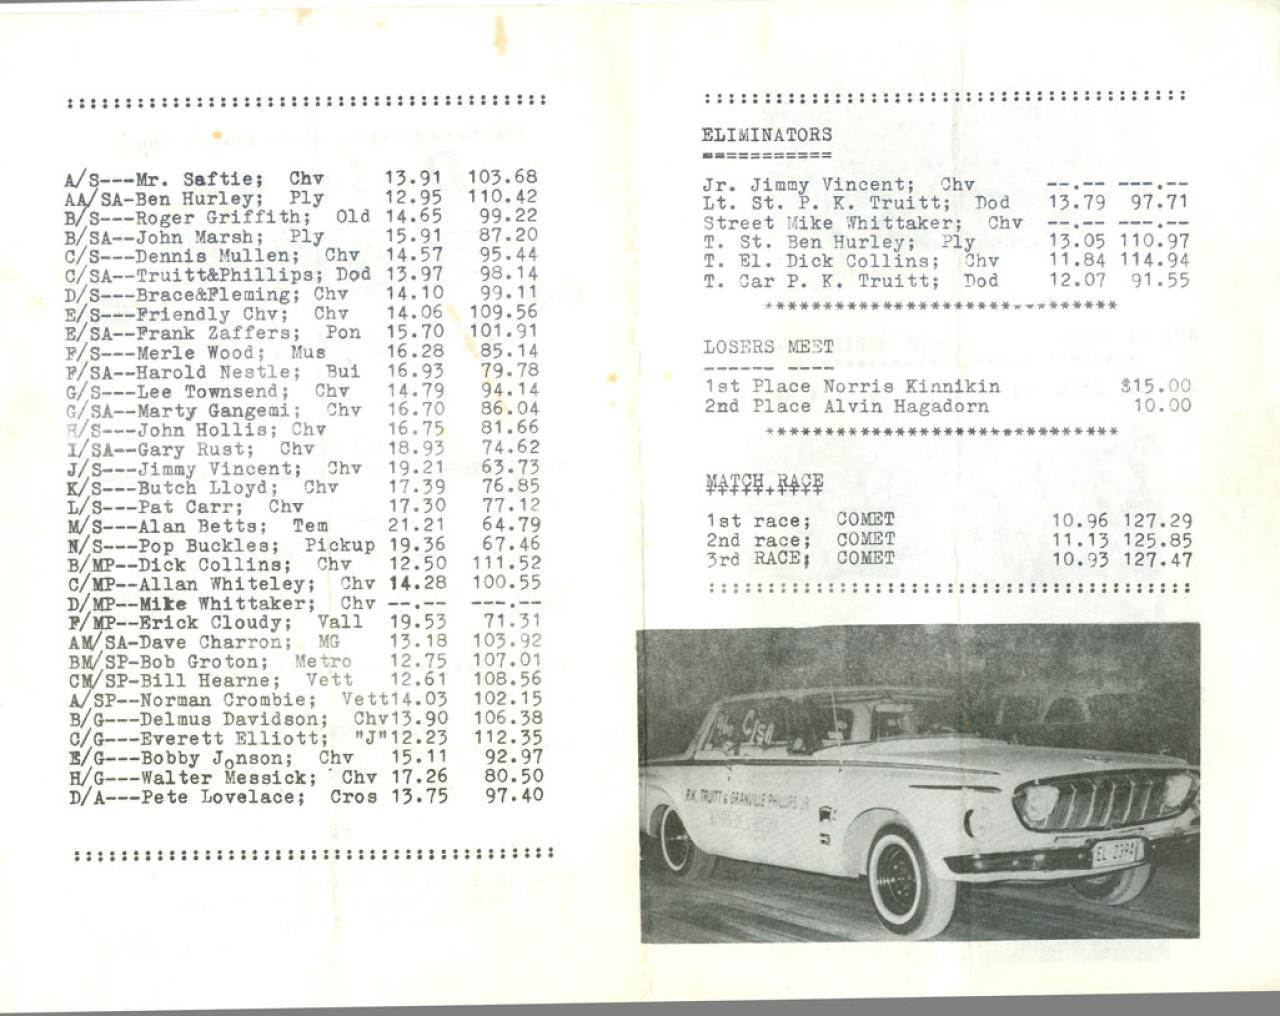 ::::::::::::::::::::::::::::::::::::::::
A/S---Mr. Saftie; Chv 13.91 103.68
AA/SA-Ben Hurley; Ply 12.95 110.42
B/S---Roger Griffith; Old 14.65 99.22
B/SA--John Marsh; Ply 15.91 87.20
C/S---Dennis Mullen; Chv 14.57 95.44
C/SA--Truitt&Phillips; Dod 13.97 98.14
D/S---Brace&Fleming; Chv 14.10 99.11
E/S---Friendly Chv; Chv 14.06 109.56
E/SA--Frank Zaffers; Pon 15.70 101.91
F/S---Merle Wood; Mus 16.28 85.14
F/SA--Harold Nestle; Bui 16.93 79.78
G/S---Lee Townsend; Chv 14.79 94.14
G/SA--Marty Gangemi; Chv 16.70 86.04
H/S---John Hollis; Chv 16.75 81.66
I/SA--Gary Rust; Chv 18.93 74.62
J/S---Jimmy Vincent; Chv 19.21 63.73
K/S---Butch Lloyd; Chv 17.39 76.85
L/S---Pat Carr; Chv 17.30 77.12
M/S---Alan Betts; Tem 21.21 64.79
N/S---Pop Buckles; Pickup 19.36 67.46
B/MP--Dick Collins; Chv 12.50 111.52
C/MP--Allan Whiteley; Chv 14.28 100.55
D/MP--Mike Whittaker; Chv --.-- ---.--
F/MP--Erick Cloudy; Vall 19.53 71.31
AM/SA-Dave Charron; MG 13.18 103.92
BM/SP-Bob Groton; Metro 12.75 107.01
CM/SP-Bill Hearne; Vett 12.61 108.56
A/SP--Norman Crombie; Vett14.03 102.15
B/G---Delmus Davidson; Chv13.90 106.38
C/G---Everett Elliott; "J"12.23 112.35
E/G---Bobby Jonson; Chv 15.11 92.97
H/G---Walter Messick; Chv 17.26 80.50
D/A---Pete Lovelace; Cros 13.75 97.40
::::::::::::::::::::::::::::::::::::::::
::::::::::::::::::::::::::::::::::::::::
ELIMINATORS
===========
Jr. Jimmy Vincent; Chv --.-- ---.--
Lt. St. P. K. Truitt; Dod 13.79 97.71
Street Mike Whittaker; Chv --.-- ---.--
T. St. Ben Hurley; Ply 13.05 110.97
T. El. Dick Collins; Chv 11.84 114.94
T. Car P. K. Truitt; Dod 12.07 91.55
******************************
LOSERS MEET
------ ----
1st Place Norris Kinnikin $15.00
2nd Place Alvin Hagadorn 10.00
******************************
MATCH RACE
++++++++++
1st race; COMET 10.96 127.29
2nd race; COMET 11.13 125.85
3rd RACE; COMET 10.93 127.47
::::::::::::::::::::::::::::::::::::::::
C/SA
P.K. TRUITT & GRANVILLE PHILLIPS JR.
EL 2394